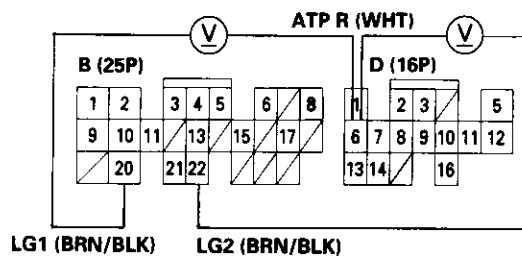 ATP R (WHT)
V V
B (25P) D (16P)
1 2 3 4 5 6 8 1 2 3 5
9 10 11 13 15 17 6 7 8 9 10 11 12
20 21 22 13 14 16
LG1 (BRN/BLK) LG2 (BRN/BLK)